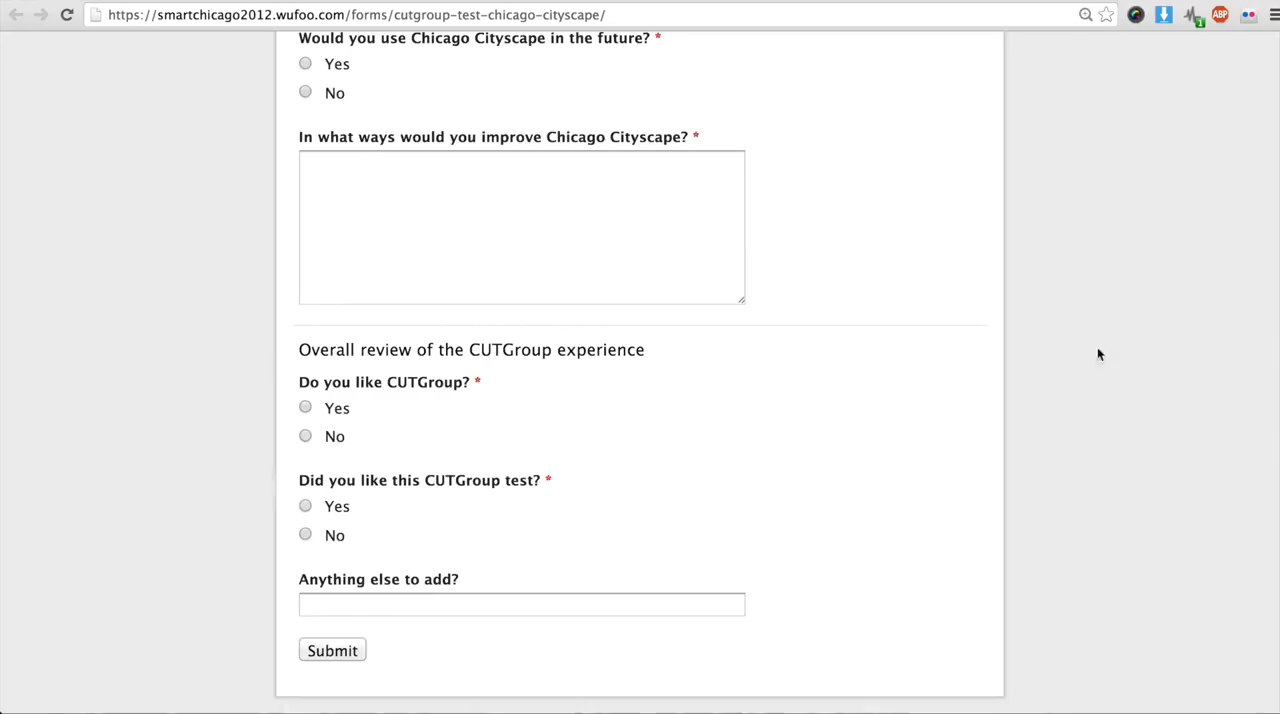 https://smartchicago2012.wufoo.com/forms/cutgroup-test-chicago-cityscape/
1
ABP
Would you use Chicago Cityscape in the future? *
Yes
No
In what ways would you improve Chicago Cityscape? *
Overall review of the CUTGroup experience
Do you like CUTGroup? *
Yes
No
Did you like this CUTGroup test? *
Yes
No
Anything else to add?
Submit